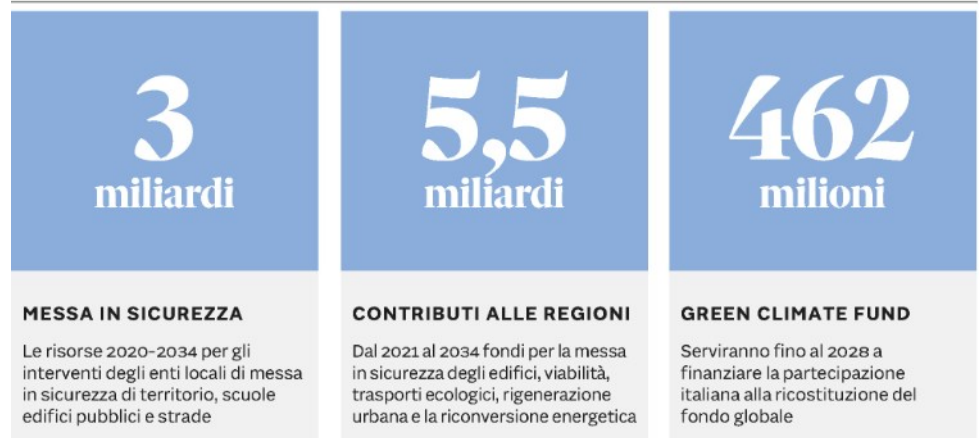 3
miliardi
MESSA IN SICUREZZA
Le risorse 2020-2034 per gli
interventi degli enti locali di messa
in sicurezza di territorio, scuole
edifici pubblici e strade
5,5
miliardi
CONTRIBUTI ALLE REGIONI
Dal 2021 al 2034 fondi per la messa
in sicurezza degli edifici, viabilità,
trasporti ecologici, rigenerazione
urbana e la riconversione energetica
462
milioni
GREEN CLIMATE FUND
Serviranno fino al 2028 a
finanziare la partecipazione
italiana alla ricostituzione del
fondo globale